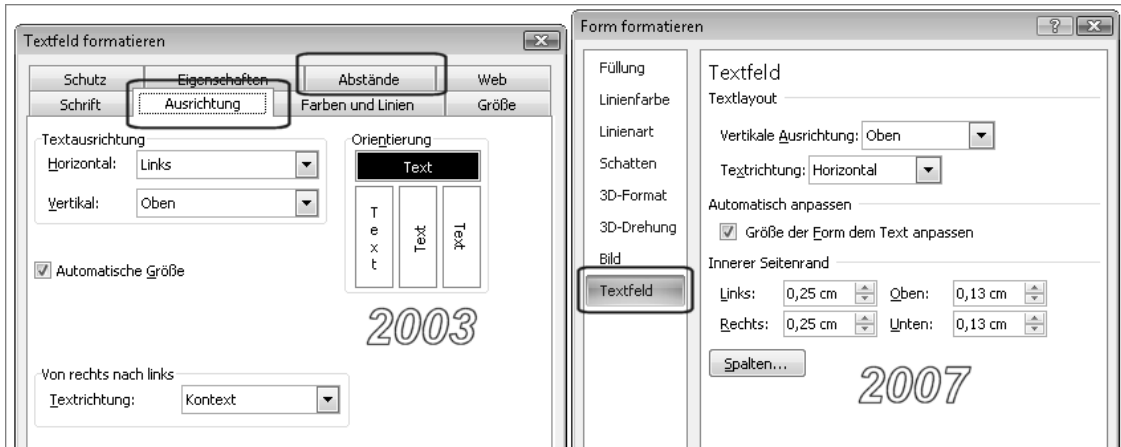 Textfeld formatieren
Schutz Eigenschaften Abstände Web
Schrift Ausrichtung Farben und Linien Größe
Textausrichtung
Horizontal: Links
Vertikal: Oben
Orientierung
Text
Text Text Text
Automatische Größe
2003
Von rechts nach links
Textrichtung: Kontext
Form formatieren
Füllung
Linienfarbe
Linienart
Schatten
3D-Format
3D-Drehung
Bild
Textfeld
Textfeld
Textlayout
Vertikale Ausrichtung: Oben
Textrichtung: Horizontal
Automatisch anpassen
Größe der Form dem Text anpassen
Innerer Seitenrand
Links: 0,25 cm Oben: 0,13 cm
Rechts: 0,25 cm Unten: 0,13 cm
Spalten...
2007